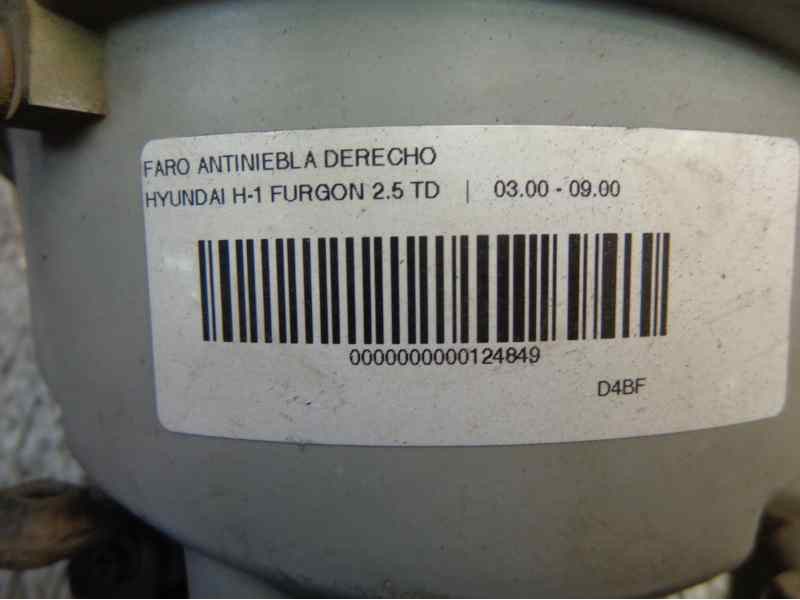 FARO ANTINIEBLA DERECHO
HYUNDAI H-1 FURGON 2.5 TD | 03.00 - 09.00
0000000000124849
D4BF